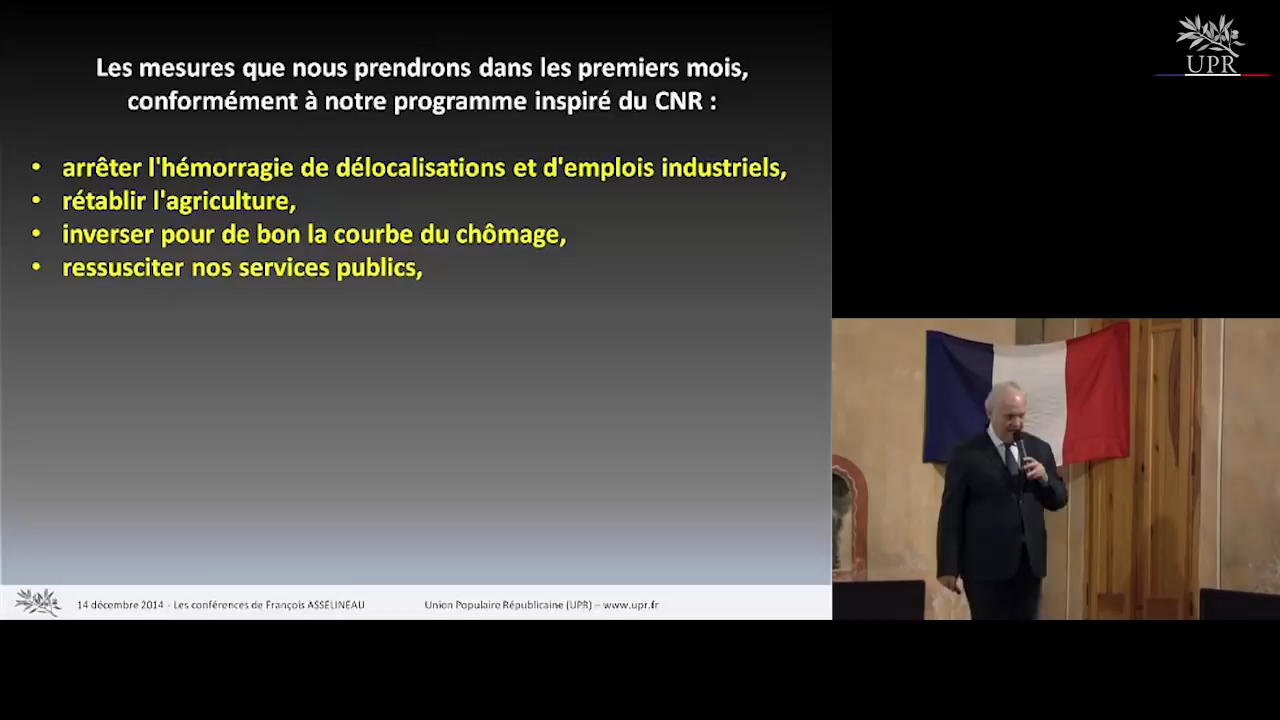 Les mesures que nous prendrons dans les premiers mois,
conformément à notre programme inspiré du CNR :
• arrêter l'hémorragie de délocalisations et d'emplois industriels,
• rétablir l'agriculture,
• inverser pour de bon la courbe du chômage,
• ressusciter nos services publics,
14 décembre 2014 - Les conférences de François ASSELINEAU
Union Populaire Républicaine (UPR) – www.upr.fr
UPR